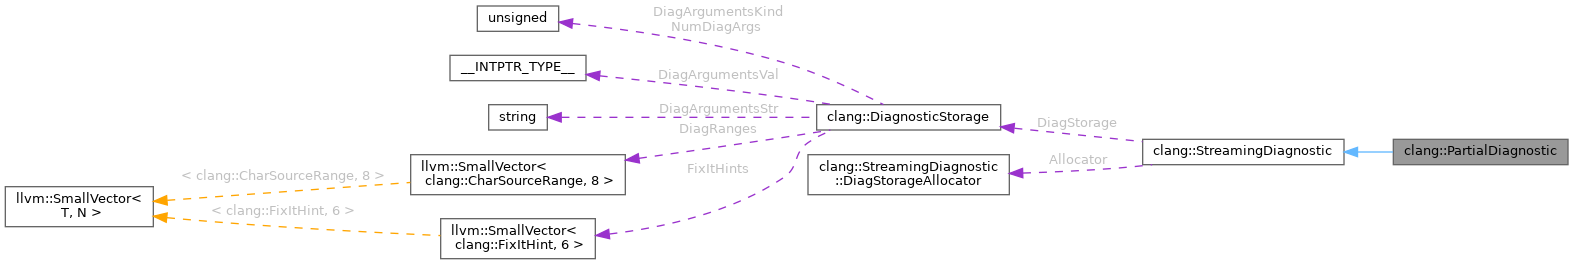 unsigned
DiagArgumentsKind
NumDiagArgs
__INTPTR_TYPE__
DiagArgumentsVal
string
DiagArgumentsStr
clang::DiagnosticStorage
DiagRanges
DiagStorage
llvm::SmallVector<
clang::CharSourceRange, 8 >
FixItHints
clang::StreamingDiagnostic
::DiagStorageAllocator
Allocator
clang::StreamingDiagnostic
clang::PartialDiagnostic
< clang::CharSourceRange, 8 >
llvm::SmallVector<
T, N >
< clang::FixItHint, 6 >
llvm::SmallVector<
clang::FixItHint, 6 >